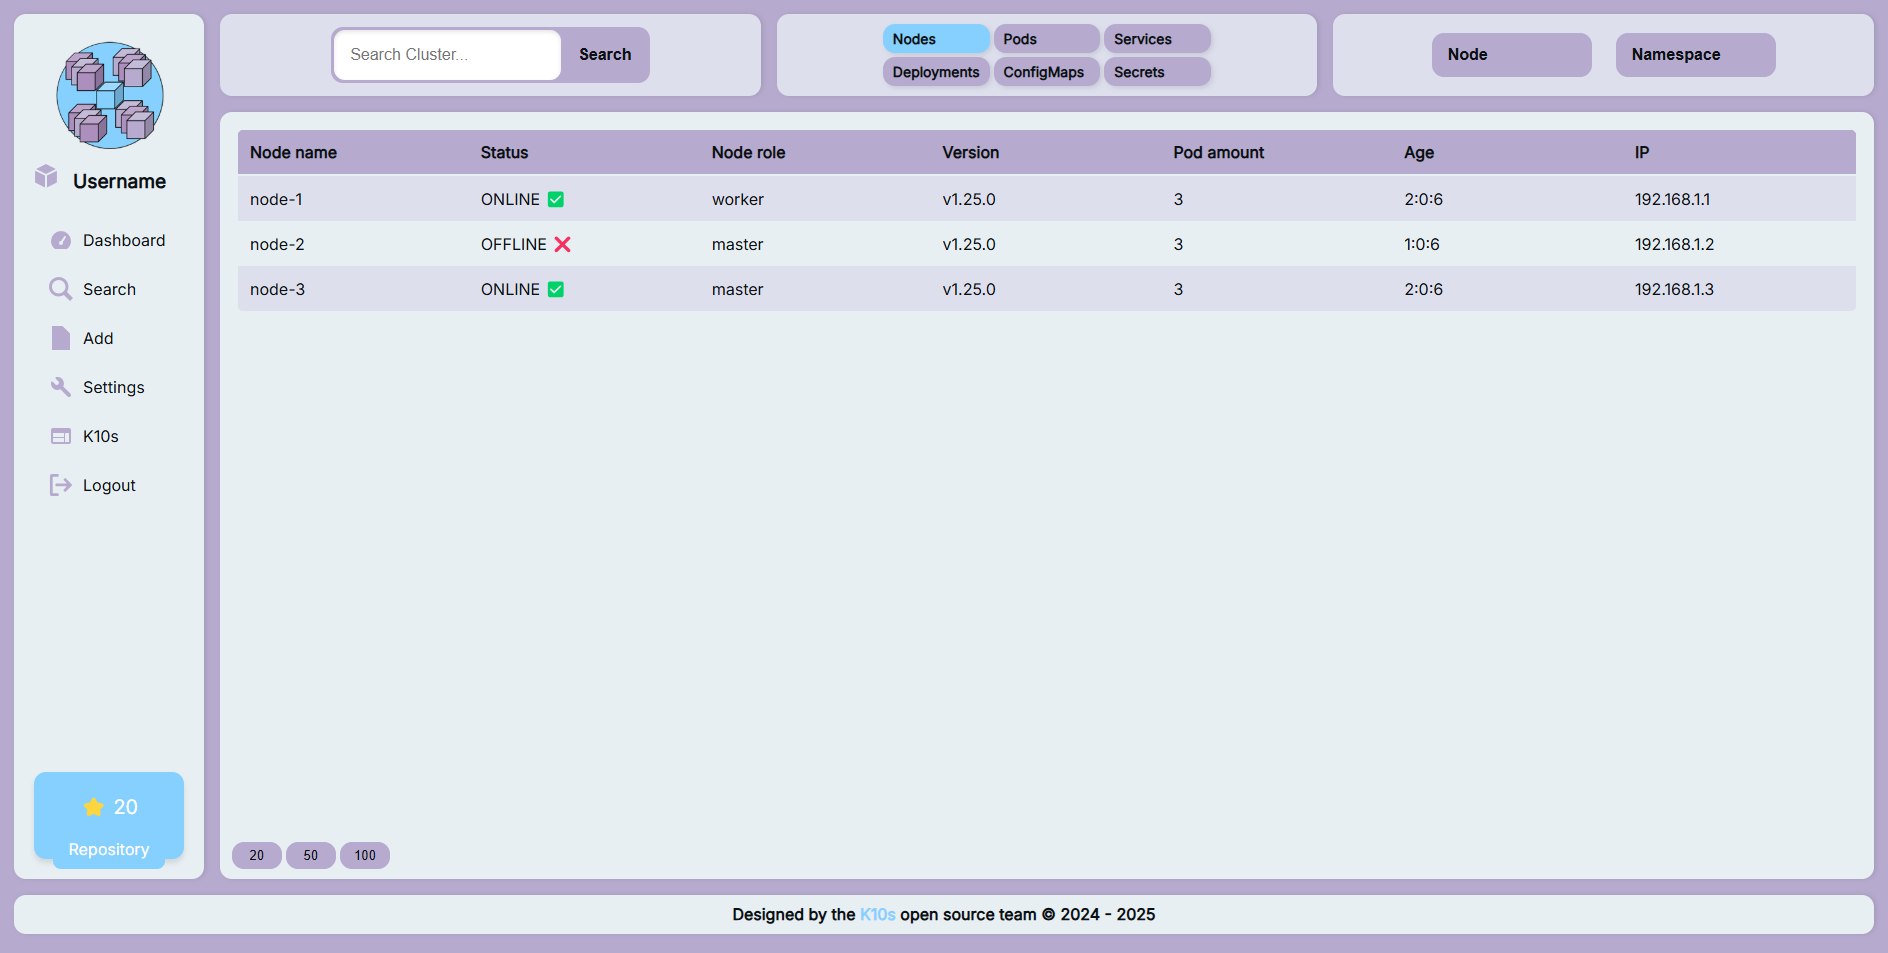 Username
Dashboard
Search
Add
Settings
K10s
Logout
20
Repository
Search Cluster... Search
Nodes Pods Services
Deployments ConfigMaps Secrets
Node Namespace
Node name Status Node role Version Pod amount Age IP
node-1 ONLINE ✅ worker v1.25.0 3 2:0:6 192.168.1.1
node-2 OFFLINE ❌ master v1.25.0 3 1:0:6 192.168.1.2
node-3 ONLINE ✅ master v1.25.0 3 2:0:6 192.168.1.3
20 50 100
Designed by the K10s open source team © 2024 - 2025